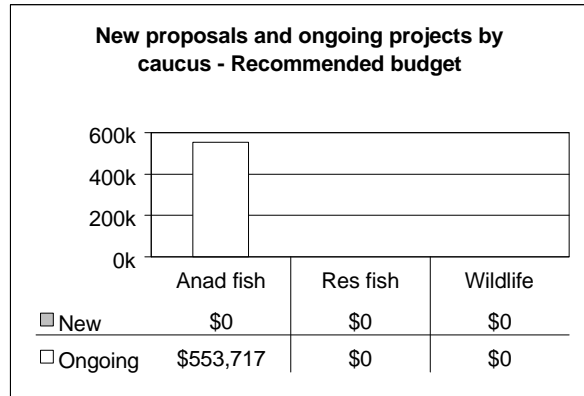 New proposals and ongoing projects by
caucus - Recommended budget
600k
400k
200k
0k
Anad fish Res fish Wildlife
New $0 $0 $0
Ongoing $553,717 $0 $0